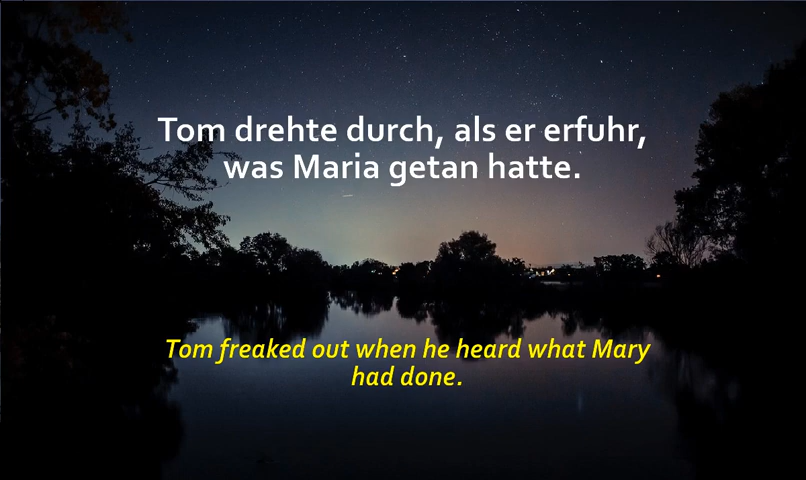 Tom drehte durch, als er erfuhr,
was Maria getan hatte.
Tom freaked out when he heard what Mary
had done.